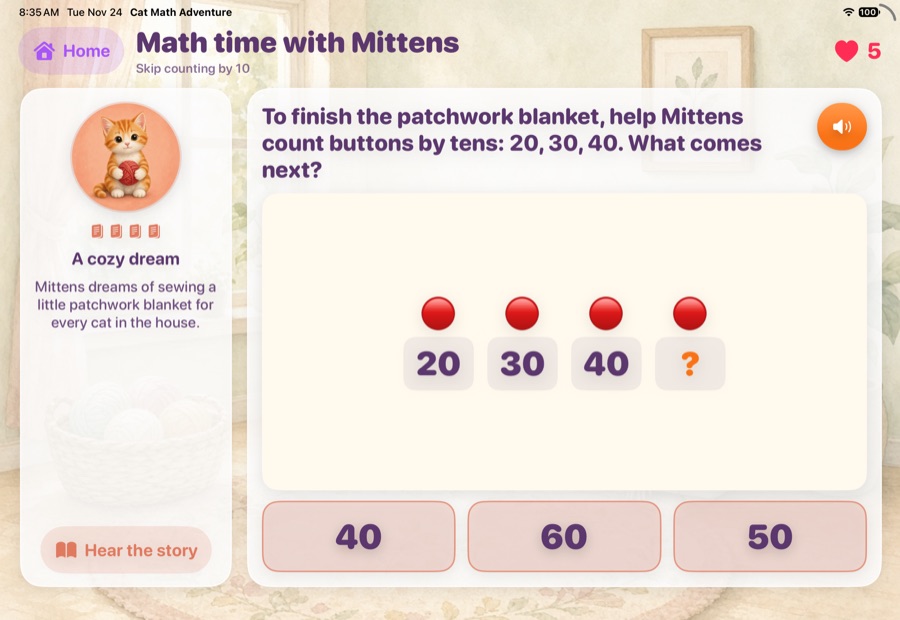 8:35 AM Tue Nov 24 Cat Math Adventure
100
Home
Math time with Mittens
Skip counting by 10
5
A cozy dream
Mittens dreams of sewing a
little patchwork blanket for
every cat in the house.
Hear the story
To finish the patchwork blanket, help Mittens
count buttons by tens: 20, 30, 40. What comes
next?
20 30 40 ?
40 60 50